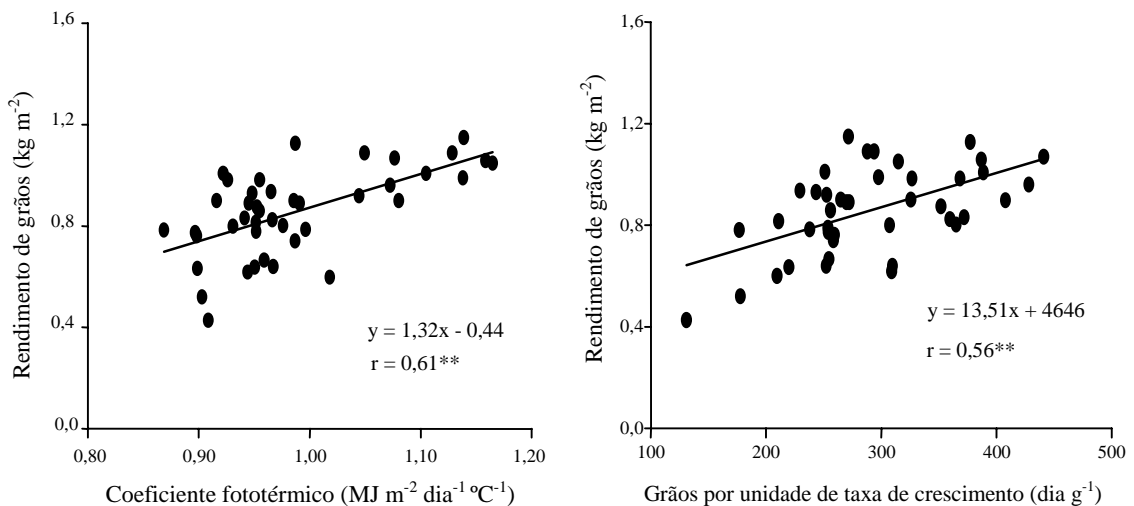 Rendimento de grãos (kg m-2)
1,6
1,2
0,8
0,4
0,0
y = 1,32x - 0,44
r = 0,61**
0,80 0,90 1,00 1,10 1,20
Coeficiente fototérmico (MJ m-2 dia-1 ºC-1)
Rendimento de grãos (kg m-2)
1,6
1,2
0,8
0,4
0,0
y = 13,51x + 4646
r = 0,56**
100 200 300 400 500
Grãos por unidade de taxa de crescimento (dia g-1)